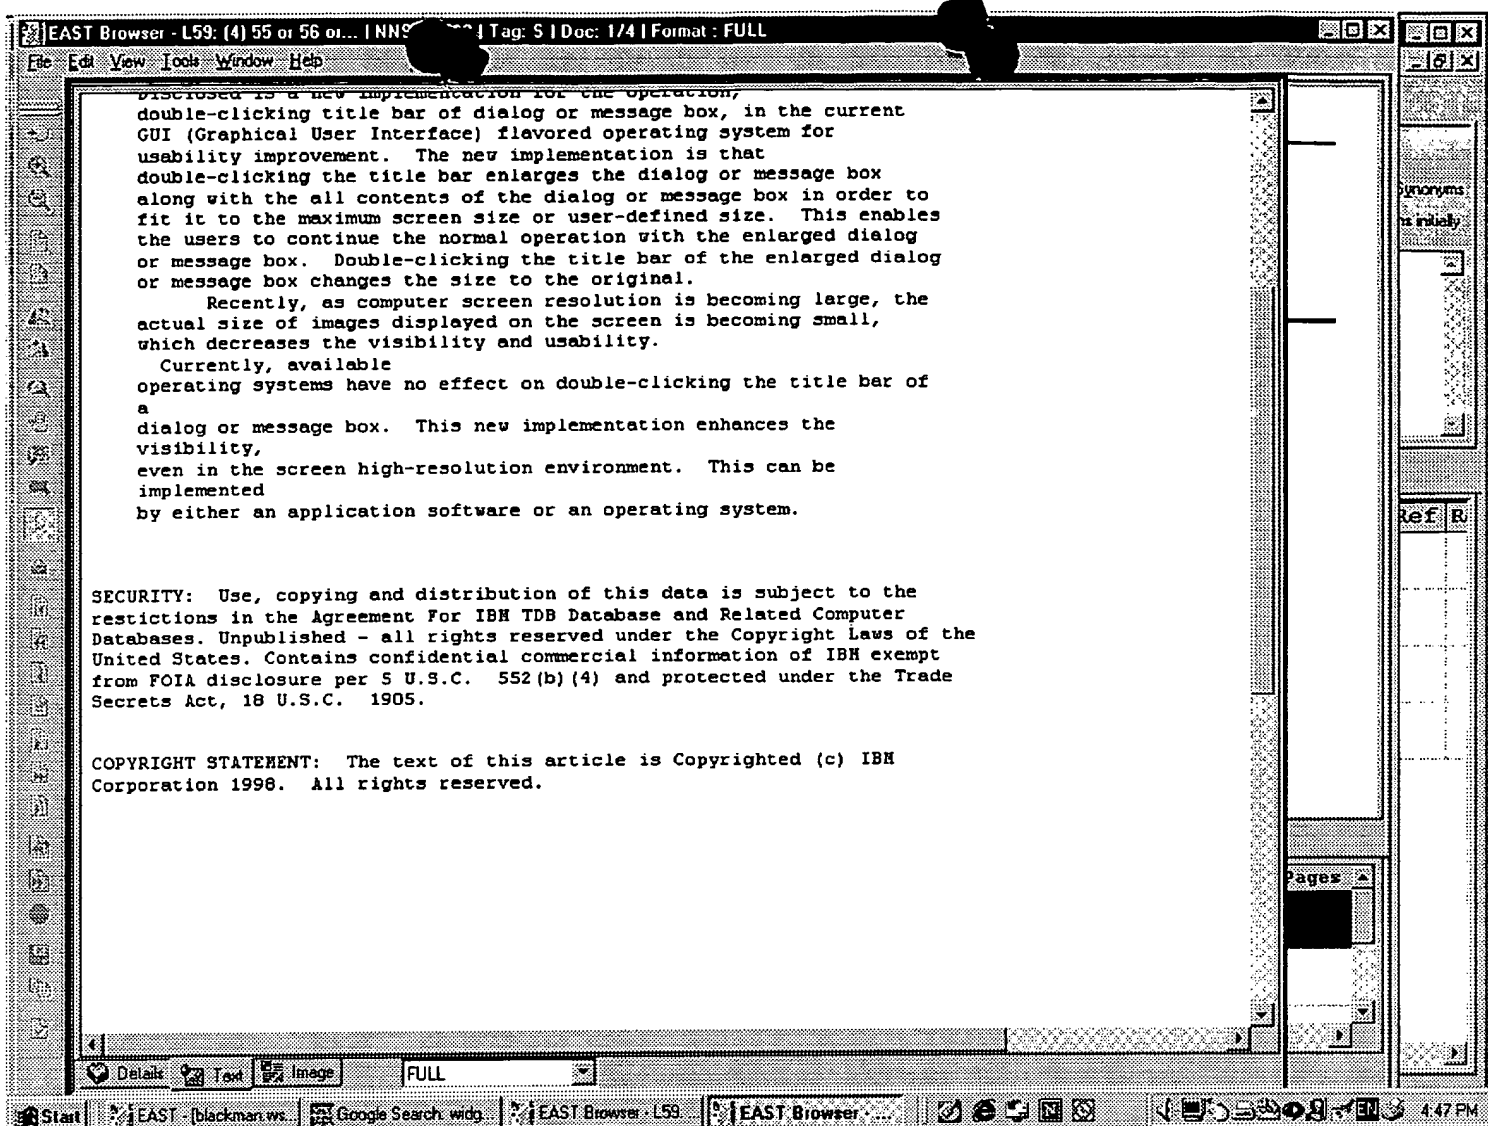 EAST Browser - L59: (4) 55 or 56 or... | NNS | Tag: S | Doc: 1/4 | Format : FULL
File Edit View Tools Window Help
Disclosed is a new implementation for the operation,
double-clicking title bar of dialog or message box, in the current
GUI (Graphical User Interface) flavored operating system for
usability improvement. The new implementation is that
double-clicking the title bar enlarges the dialog or message box
along with the all contents of the dialog or message box in order to
fit it to the maximum screen size or user-defined size. This enables
the users to continue the normal operation with the enlarged dialog
or message box. Double-clicking the title bar of the enlarged dialog
or message box changes the size to the original.
Recently, as computer screen resolution is becoming large, the
actual size of images displayed on the screen is becoming small,
which decreases the visibility and usability.
Currently, available
operating systems have no effect on double-clicking the title bar of
a
dialog or message box. This new implementation enhances the
visibility,
even in the screen high-resolution environment. This can be
implemented
by either an application software or an operating system.
SECURITY: Use, copying and distribution of this data is subject to the
restictions in the Agreement For IBM TDB Database and Related Computer
Databases. Unpublished - all rights reserved under the Copyright Laws of the
United States. Contains confidential commercial information of IBM exempt
from FOIA disclosure per 5 U.S.C. 552(b)(4) and protected under the Trade
Secrets Act, 18 U.S.C. 1905.
COPYRIGHT STATEMENT: The text of this article is Copyrighted (c) IBM
Corporation 1998. All rights reserved.
Synonyms
ns initially
Ref R
Pages
Details Text Image FULL
Start EAST - [blackman.ws... Google Search: widg... EAST Browser - L59... EAST Browser - ... EN 4:47 PM